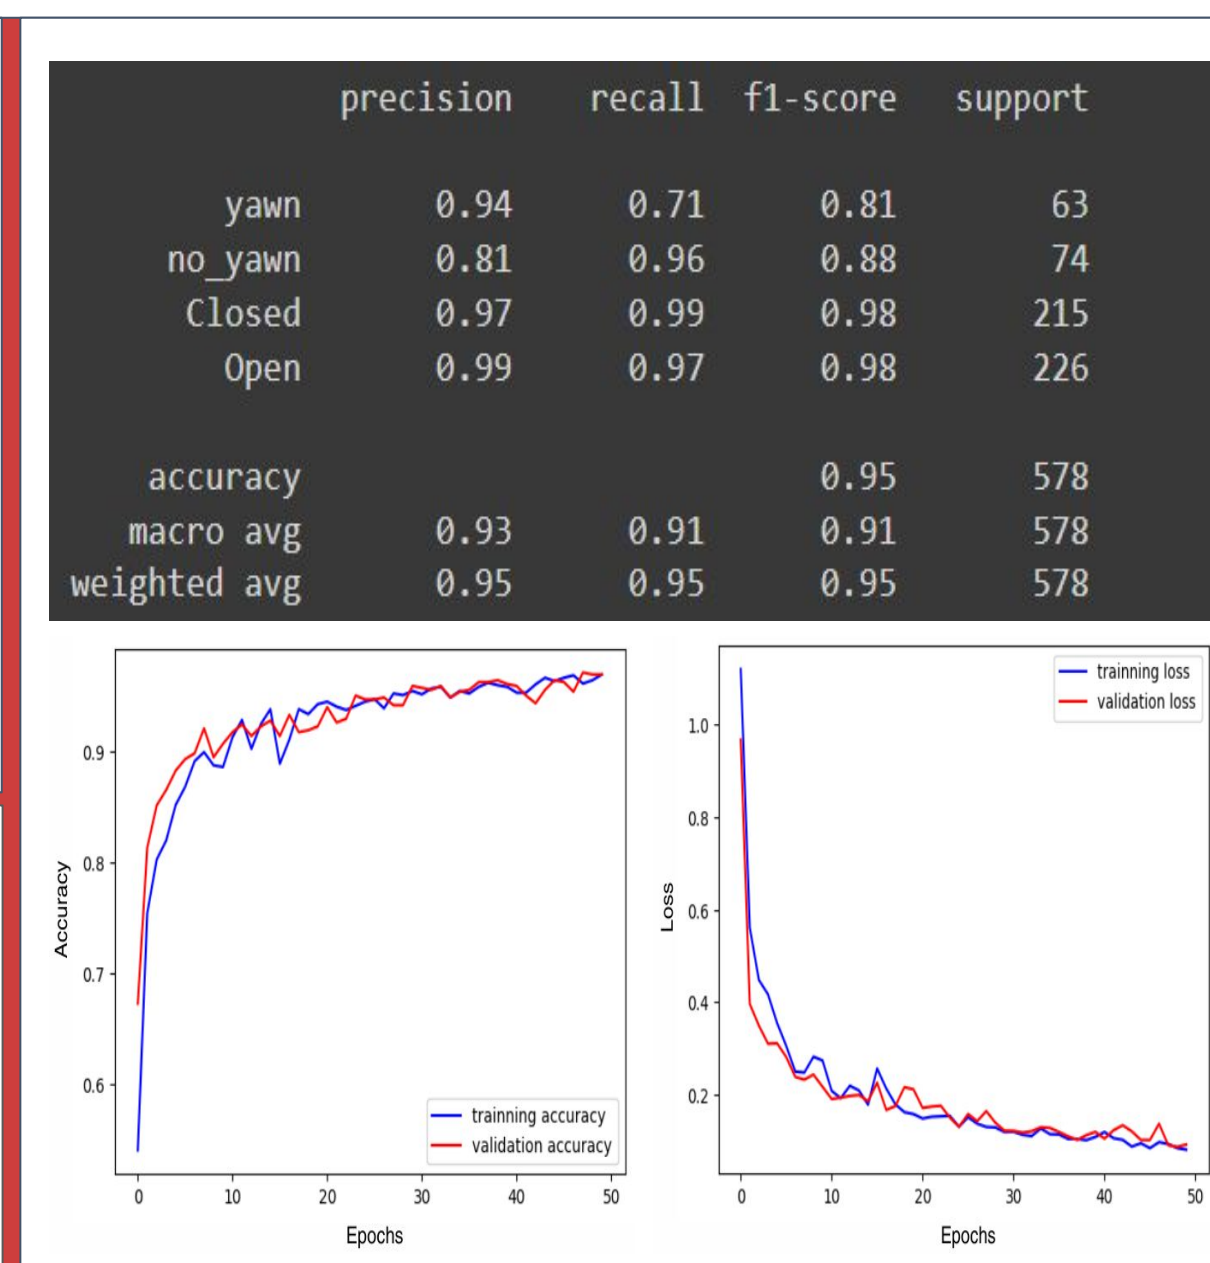 precision recall f1-score support
yawn 0.94 0.71 0.81 63
no_yawn 0.81 0.96 0.88 74
Closed 0.97 0.99 0.98 215
Open 0.99 0.97 0.98 226
accuracy 0.95 578
macro avg 0.93 0.91 0.91 578
weighted avg 0.95 0.95 0.95 578
0.9
0.8
0.7
0.6
Accuracy
trainning accuracy
validation accuracy
0 10 20 30 40 50
Epochs
trainning loss
validation loss
1.0
0.8
0.6
0.4
0.2
Loss
0 10 20 30 40 50
Epochs